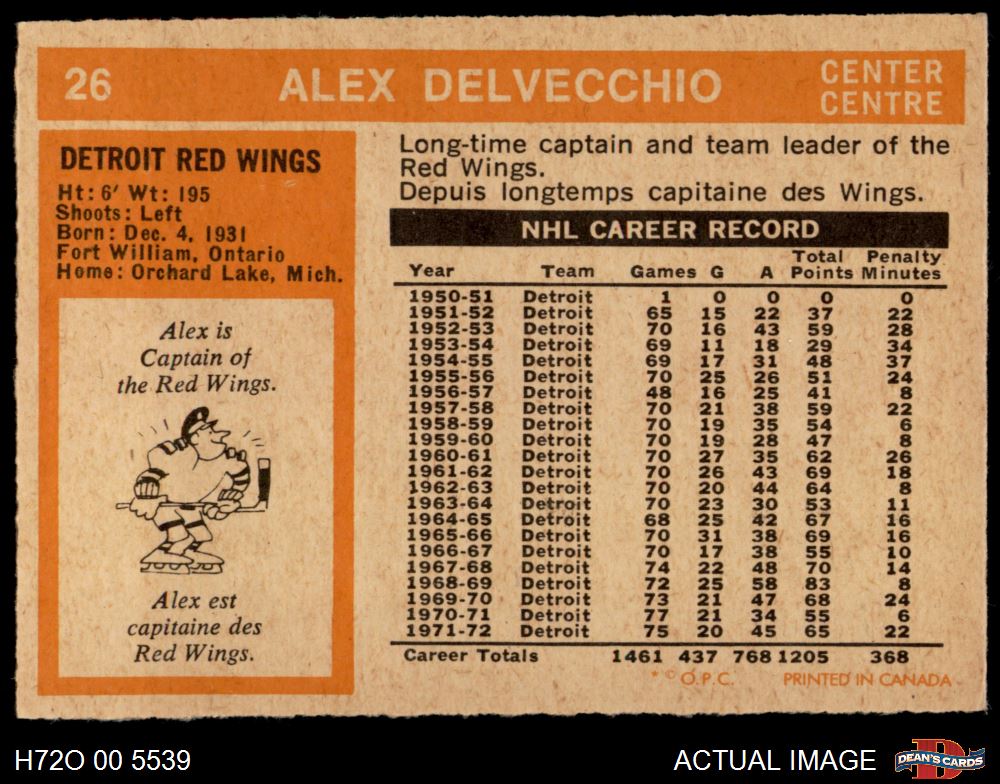 26 ALEX DELVECCHIO CENTER
CENTRE
DETROIT RED WINGS
Ht: 6' Wt: 195
Shoots: Left
Born: Dec. 4, 1931
Fort William, Ontario
Home: Orchard Lake, Mich.
Alex is
Captain of
the Red Wings.
Alex est
capitaine des
Red Wings.
Long-time captain and team leader of the
Red Wings.
Depuis longtemps capitaine des Wings.
NHL CAREER RECORD
Year Team Games G A Total Points Penalty Minutes
1950-51 Detroit 1 0 0 0 0
1951-52 Detroit 65 15 22 37 22
1952-53 Detroit 70 16 43 59 28
1953-54 Detroit 69 11 18 29 34
1954-55 Detroit 69 17 31 48 37
1955-56 Detroit 70 25 26 51 24
1956-57 Detroit 48 16 25 41 8
1957-58 Detroit 70 21 38 59 22
1958-59 Detroit 70 19 35 54 6
1959-60 Detroit 70 19 28 47 8
1960-61 Detroit 70 27 35 62 26
1961-62 Detroit 70 26 43 69 18
1962-63 Detroit 70 20 44 64 8
1963-64 Detroit 70 23 30 53 11
1964-65 Detroit 68 25 42 67 16
1965-66 Detroit 70 31 38 69 16
1966-67 Detroit 70 17 38 55 10
1967-68 Detroit 74 22 48 70 14
1968-69 Detroit 72 25 58 83 8
1969-70 Detroit 73 21 47 68 24
1970-71 Detroit 77 21 34 55 6
1971-72 Detroit 75 20 45 65 22
Career Totals 1461 437 768 1205 368
* © O.P.C. PRINTED IN CANADA
H72O 00 5539 ACTUAL IMAGE DEAN'S CARDS